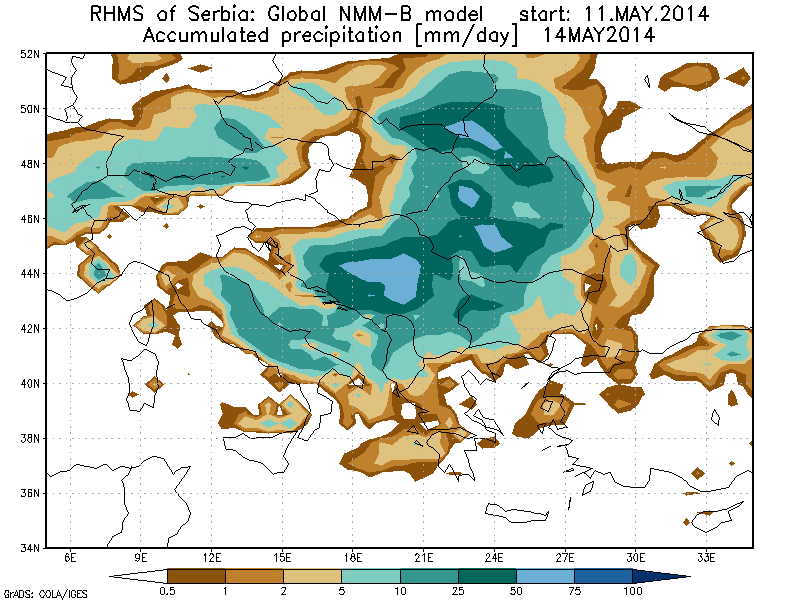 RHMS of Serbia: Global NMM-B model start: 11.MAY.2014
Accumulated precipitation [mm/day] 14MAY2014
52N
50N
48N
46N
44N
42N
40N
38N
36N
34N
6E 9E 12E 15E 18E 21E 24E 27E 30E 33E
0.5 1 2 5 10 25 50 75 100
GrADS: COLA/IGES